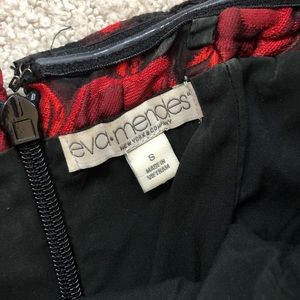 eva•mendes
NEW YORK & COMPANY
S
MADE IN
VIETNAM